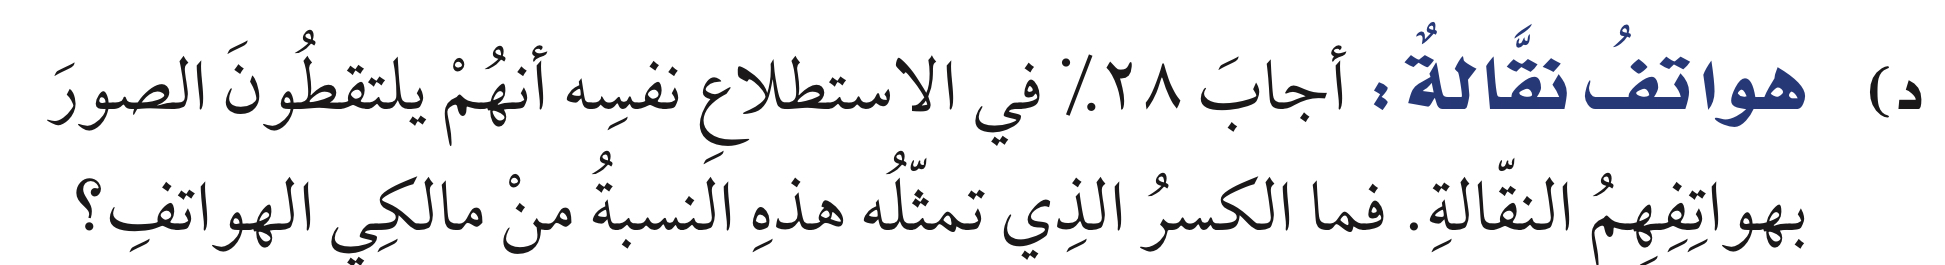 د) هواتفُ نقَّالةٌ: أجابَ ٢٨٪ في الاستطلاعِ نفسِه أنهُمْ يلتقطُونَ الصورَ
بهواتِفِهِمُ النقّالةِ. فما الكسرُ الذِي تمثّلُه هذهِ النسبةُ منْ مالكِي الهواتفِ؟